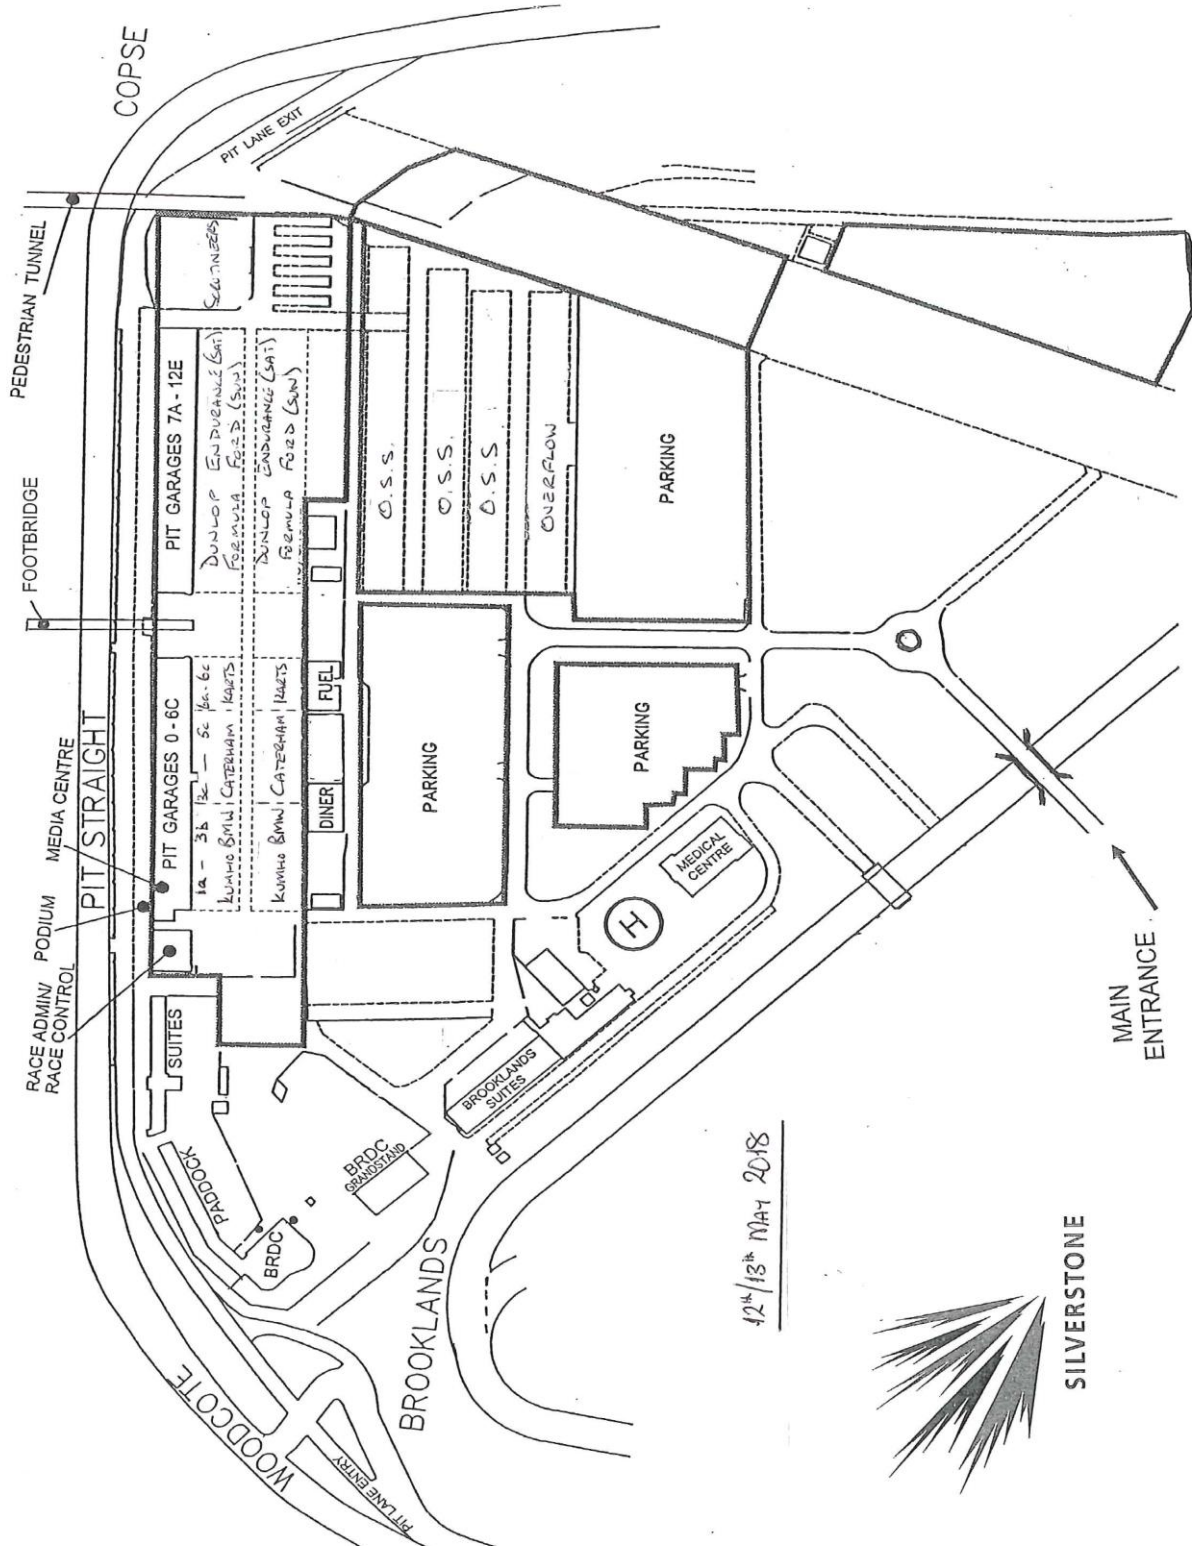 COPSE
PIT LANE EXIT
PEDESTRIAN TUNNEL
FOOTBRIDGE
PIT STRAIGHT
MEDIA CENTRE
PODIUM
RACE ADMIN/
RACE CONTROL
SCRUTINEERS
PIT GARAGES 7A - 12E
DUNLOP ENDURANCE (SAT)
FORMULA FORD (SUN)
DUNLOP ENDURANCE (SAT)
FORMULA FORD (SUN)
PIT GARAGES 0 - 6C
1a - 3b 3c - 5c 6a-6c
KUMHO BMW CATERHAM KARTS
KUMHO BMW CATERHAM KARTS
DINER
FUEL
O.S.S.
O.S.S.
O.S.S.
OVERFLOW
PARKING
PARKING
PARKING
MEDICAL
CENTRE
H
SUITES
PADDOCK
BRDC
BRDC
GRANDSTAND
BROOKLANDS
SUITES
BROOKLANDS
WOODCOTE
PIT LANE ENTRY
MAIN
ENTRANCE
12th/13th MAY 2018
SILVERSTONE